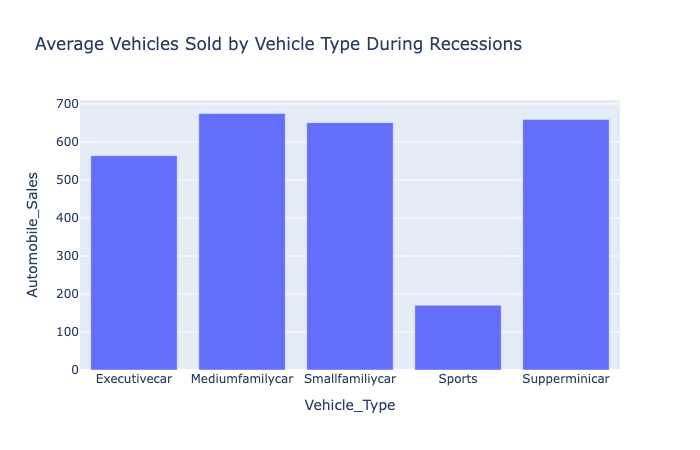 Average Vehicles Sold by Vehicle Type During Recessions
Automobile_Sales
700
600
500
400
300
200
100
0
Executivecar Mediumfamilycar Smallfamiliycar Sports Supperminicar
Vehicle_Type